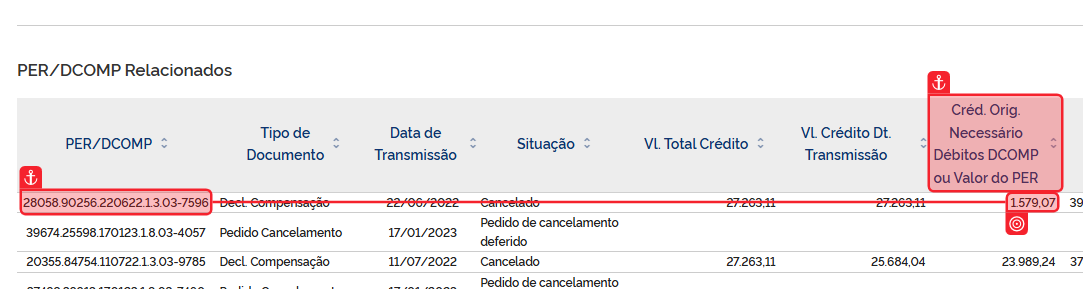 PER/DCOMP Relacionados
PER/DCOMP Tipo de Documento Data de Transmissão Situação Vl. Total Crédito Vl. Crédito Dt. Transmissão Créd. Orig. Necessário Débitos DCOMP ou Valor do PER
28058.90256.220622.1.3.03-7596 Decl. Compensação 22/06/2022 Cancelado 27.263,11 27.263,11 1.579,07 39
39674.25598.170123.1.8.03-4057 Pedido Cancelamento 17/01/2023 Pedido de cancelamento deferido
20355.84754.110722.1.3.03-9785 Decl. Compensação 11/07/2022 Cancelado 27.263,11 25.684,04 23.989,24 37
Pedido de cancelamento